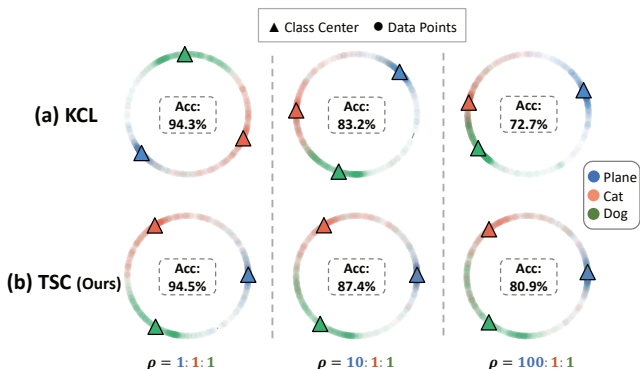 Class Center Data Points
(a) KCL
Acc:
94.3%
Acc:
83.2%
Acc:
72.7%
Plane
Cat
Dog
(b) TSC (Ours)
Acc:
94.5%
Acc:
87.4%
Acc:
80.9%
ρ = 1:1:1
ρ = 10:1:1
ρ = 100:1:1